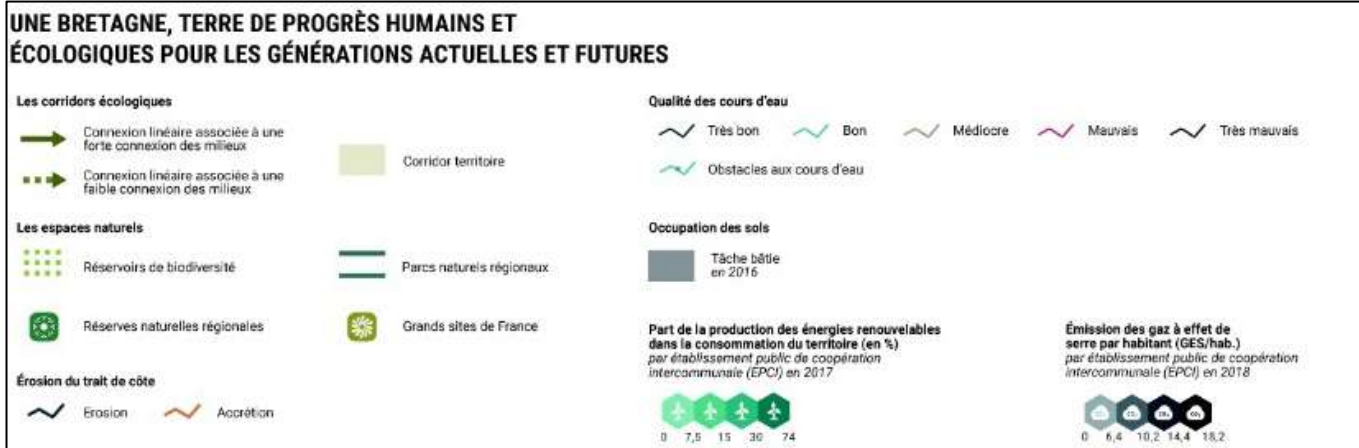 UNE BRETAGNE, TERRE DE PROGRÈS HUMAINS ET
ÉCOLOGIQUES POUR LES GÉNÉRATIONS ACTUELLES ET FUTURES
Les corridors écologiques
Connexion linéaire associée à une
forte connexion des milieux
Connexion linéaire associée à une
faible connexion des milieux
Corridor territoire
Les espaces naturels
Réservoirs de biodiversité
Parcs naturels régionaux
Réserves naturelles régionales
Grands sites de France
Érosion du trait de côte
Erosion
Accrétion
Qualité des cours d'eau
Très bon
Bon
Médiocre
Mauvais
Très mauvais
Obstacles aux cours d'eau
Occupation des sols
Tâche bâtie
en 2016
Part de la production des énergies renouvelables
dans la consommation du territoire (en %)
par établissement public de coopération
intercommunale (EPCI) en 2017
0 7,5 15 30 74
Émission des gaz à effet de
serre par habitant (GES/hab.)
par établissement public de coopération
intercommunale (EPCI) en 2018
0 6,4 10,2 14,4 18,2